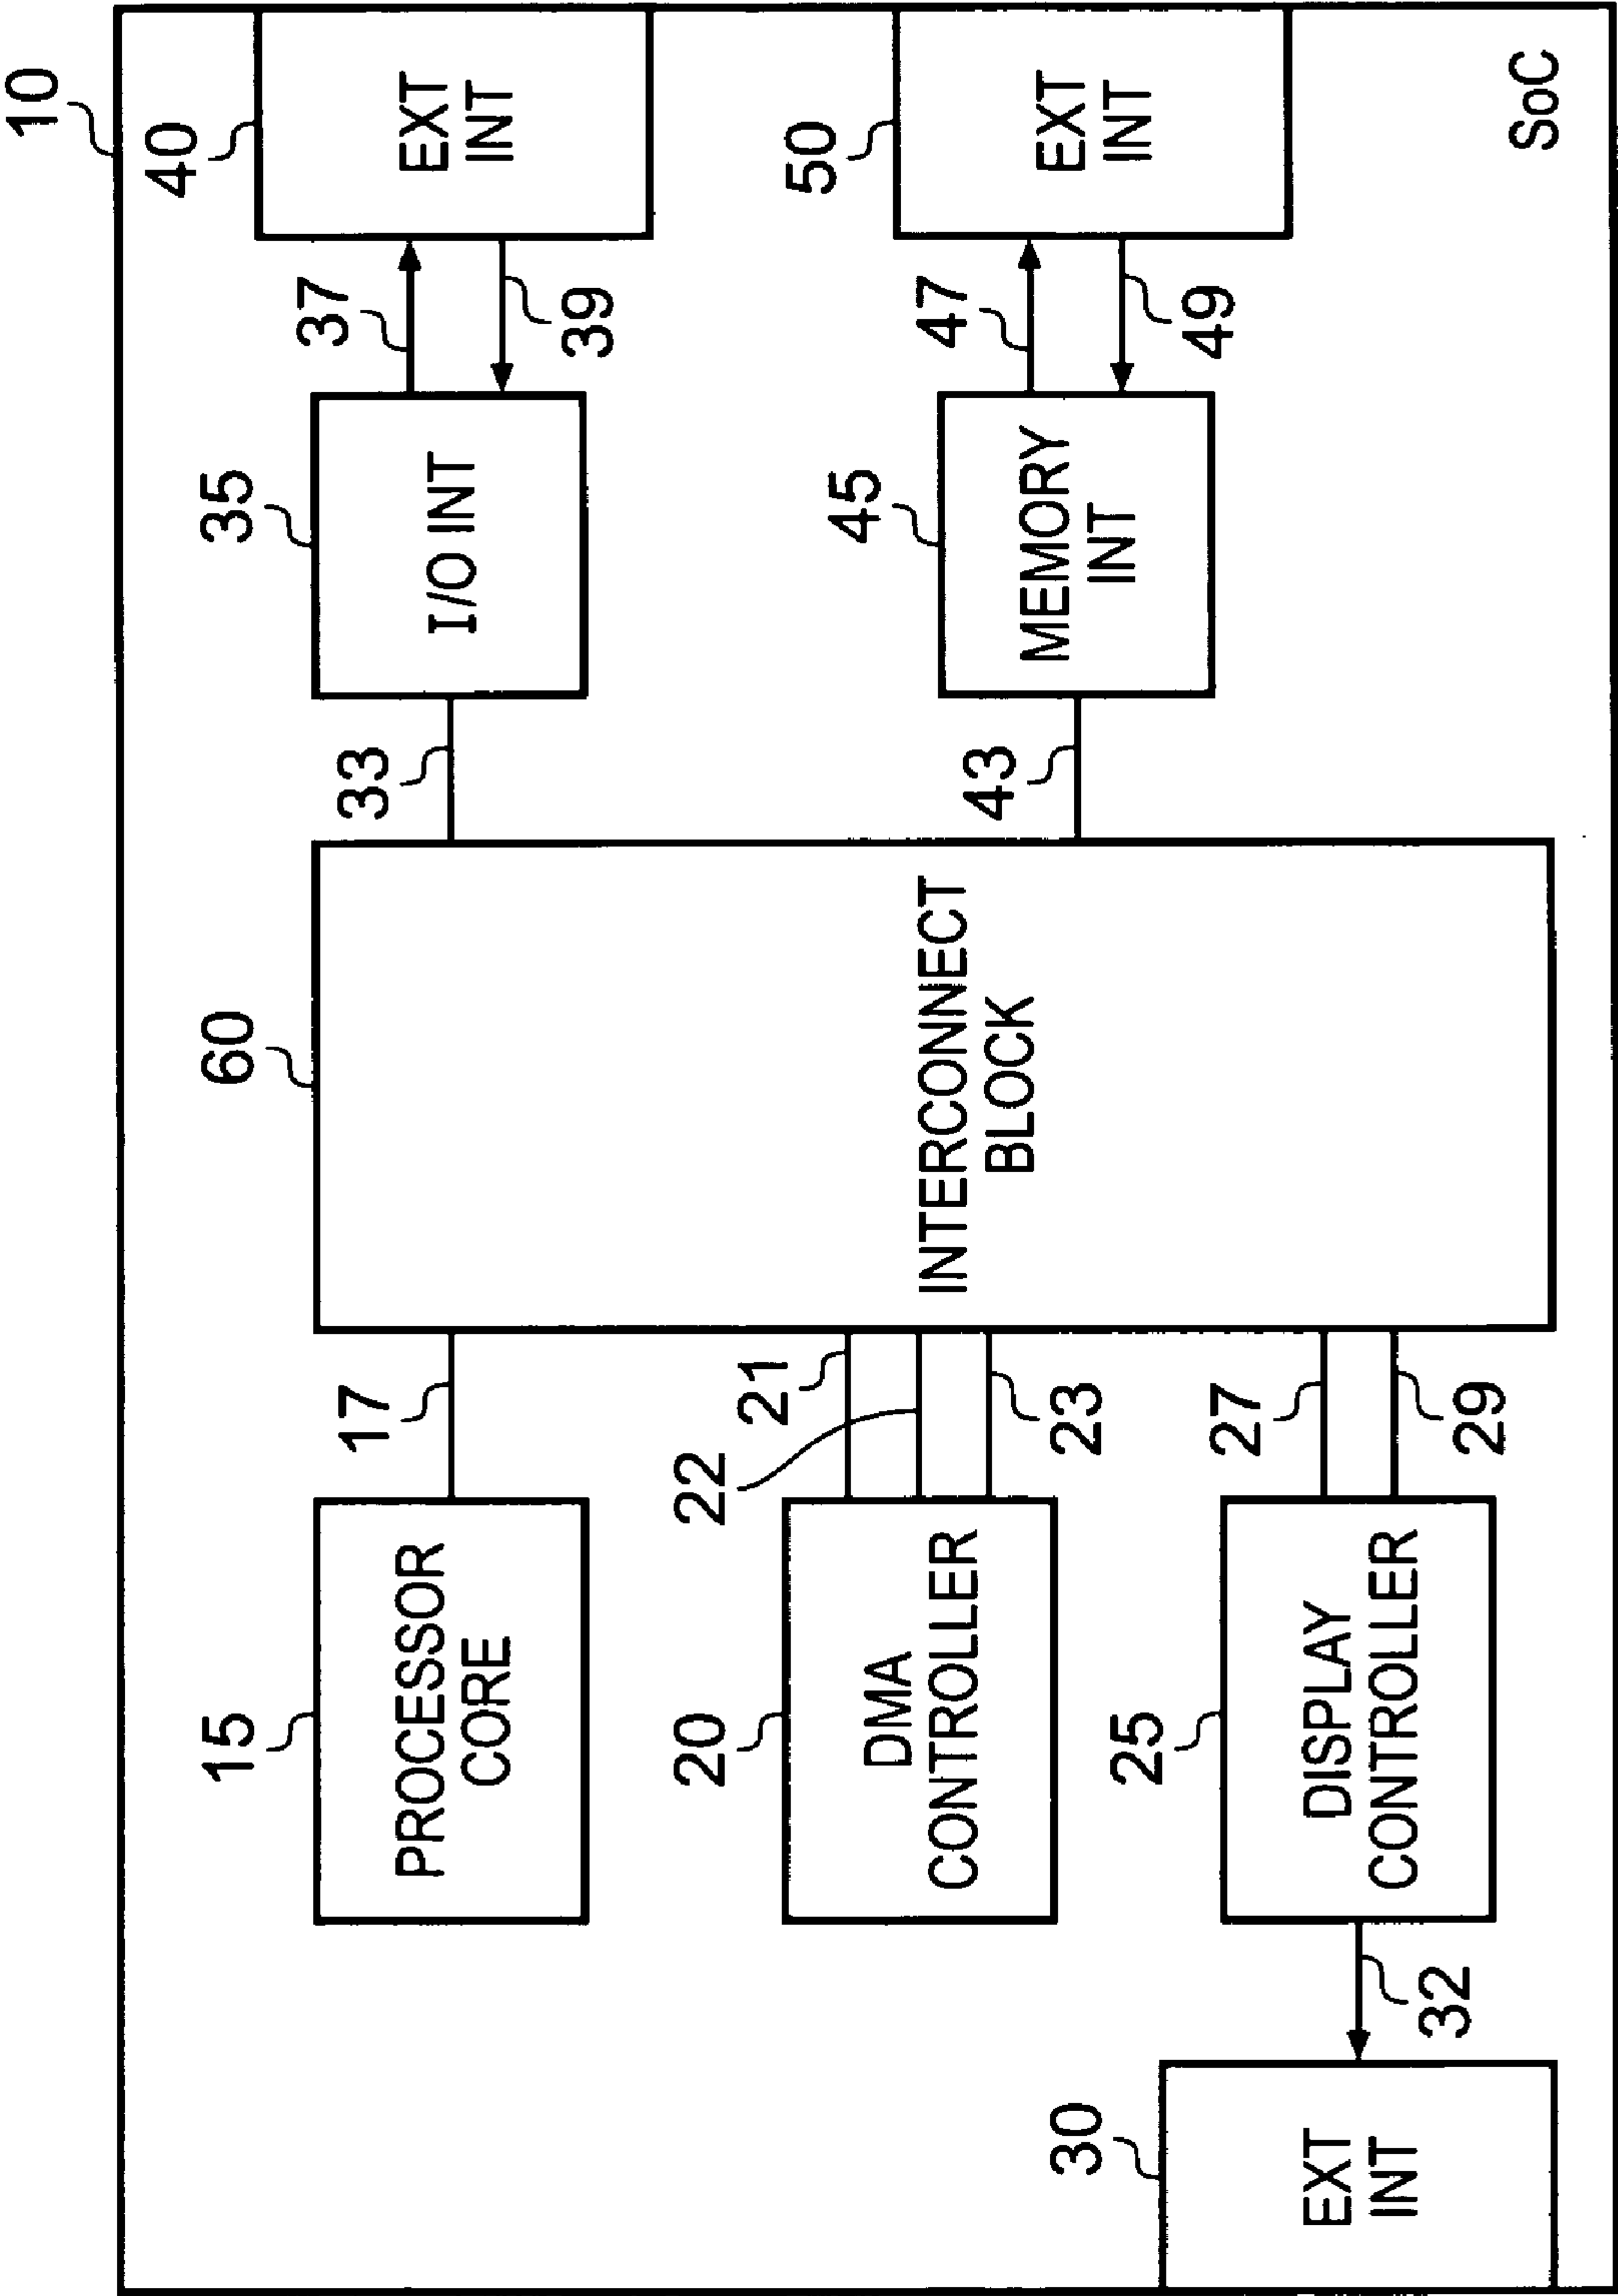 10
40
15
60
35
37
17
33
PROCESSOR
CORE
I/O INT
EXT
INT
39
20
22
21
50
45
DMA
CONTROLLER
INTERCONNECT
BLOCK
47
43
MEMORY
INT
EXT
INT
30
23
25
49
27
EXT
INT
DISPLAY
CONTROLLER
32
29
SoC